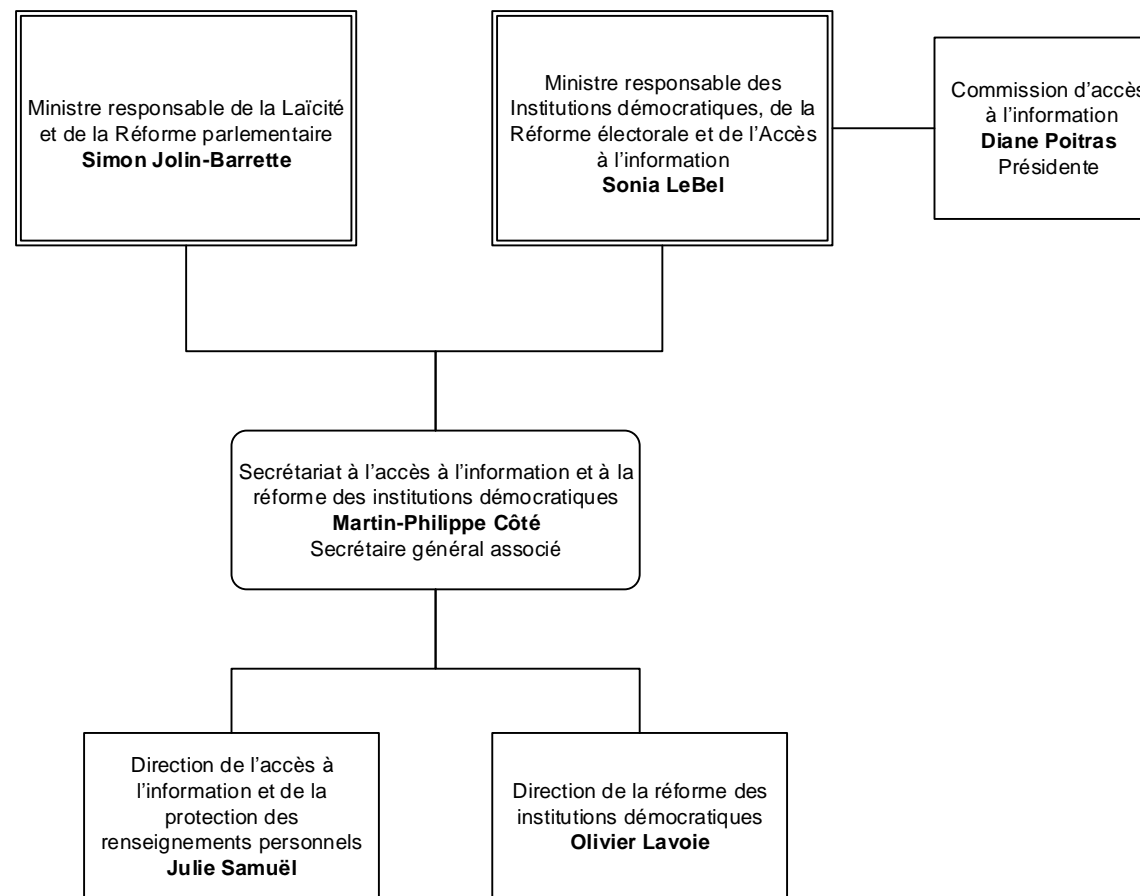 Ministre responsable de la Laïcité
et de la Réforme parlementaire
Simon Jolin-Barrette
Ministre responsable des
Institutions démocratiques, de la
Réforme électorale et de l’Accès
à l’information
Sonia LeBel
Commission d’accès
à l’information
Diane Poitras
Présidente
Secrétariat à l’accès à l’information et à la
réforme des institutions démocratiques
Martin-Philippe Côté
Secrétaire général associé
Direction de l’accès à
l’information et de la
protection des
renseignements personnels
Julie Samuël
Direction de la réforme des
institutions démocratiques
Olivier Lavoie